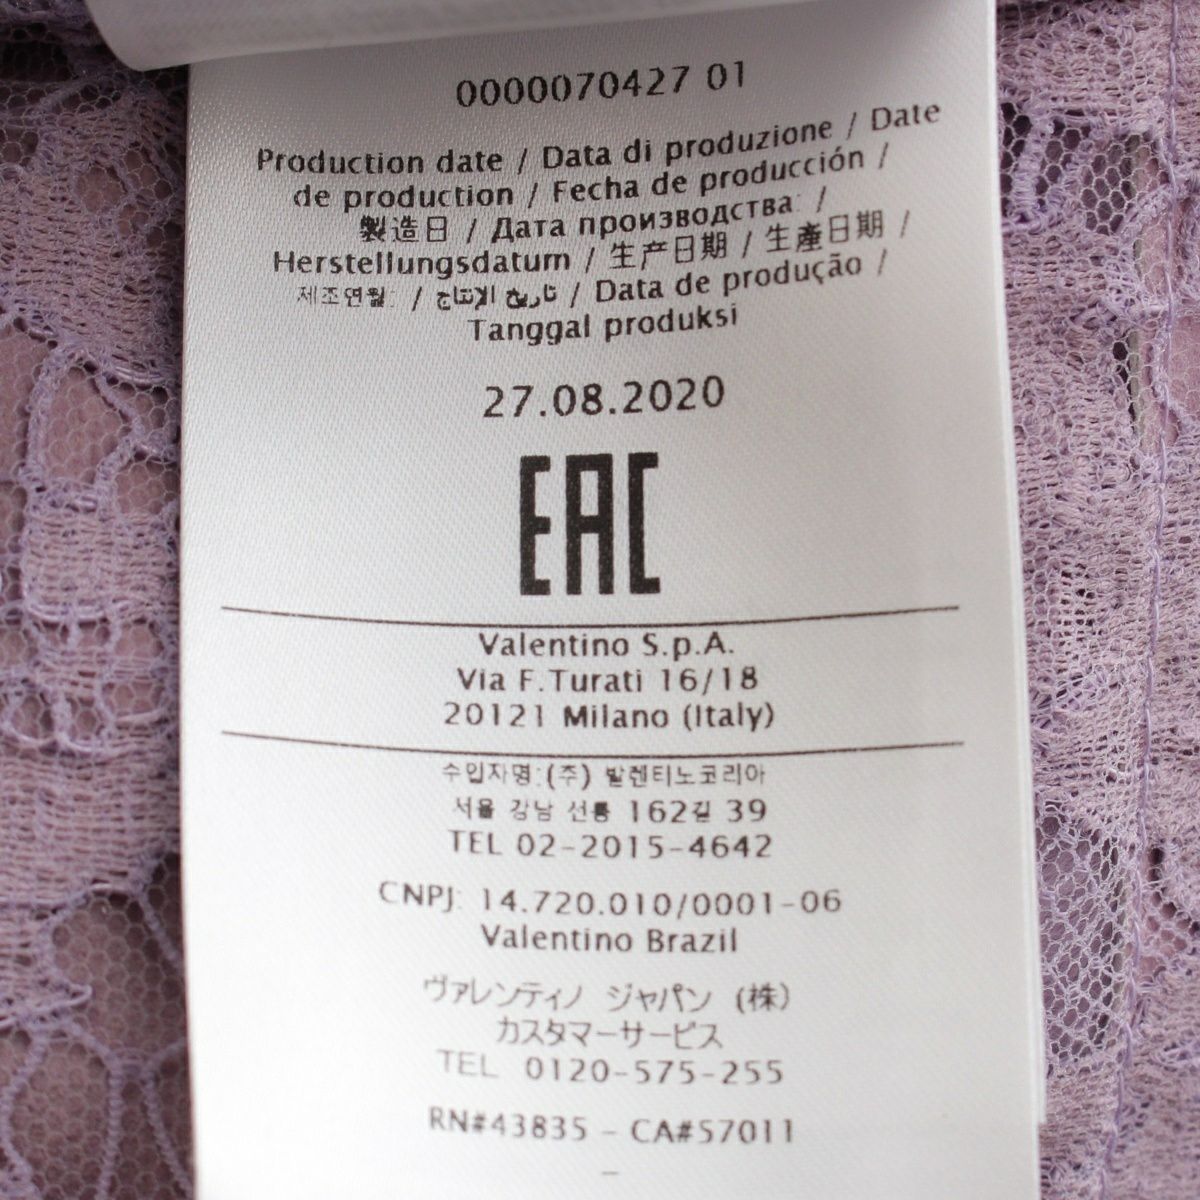 0000070427 01
Production date / Data di produzione / Date
de production / Fecha de producción /
製造日 / Дата производства: /
Herstellungsdatum / 生产日期 / 生產日期 /
제조연월: / تاريخ الإنتاج / Data de produção /
Tanggal produksi
27.08.2020
EAC
Valentino S.p.A.
Via F.Turati 16/18
20121 Milano (Italy)
수입자명:(주) 발렌티노코리아
서울 강남 선릉 162길 39
TEL 02-2015-4642
CNPJ: 14.720.010/0001-06
Valentino Brazil
ヴァレンティノ ジャパン (株)
カスタマーサービス
TEL 0120-575-255
RN#43835 - CA#57011
-